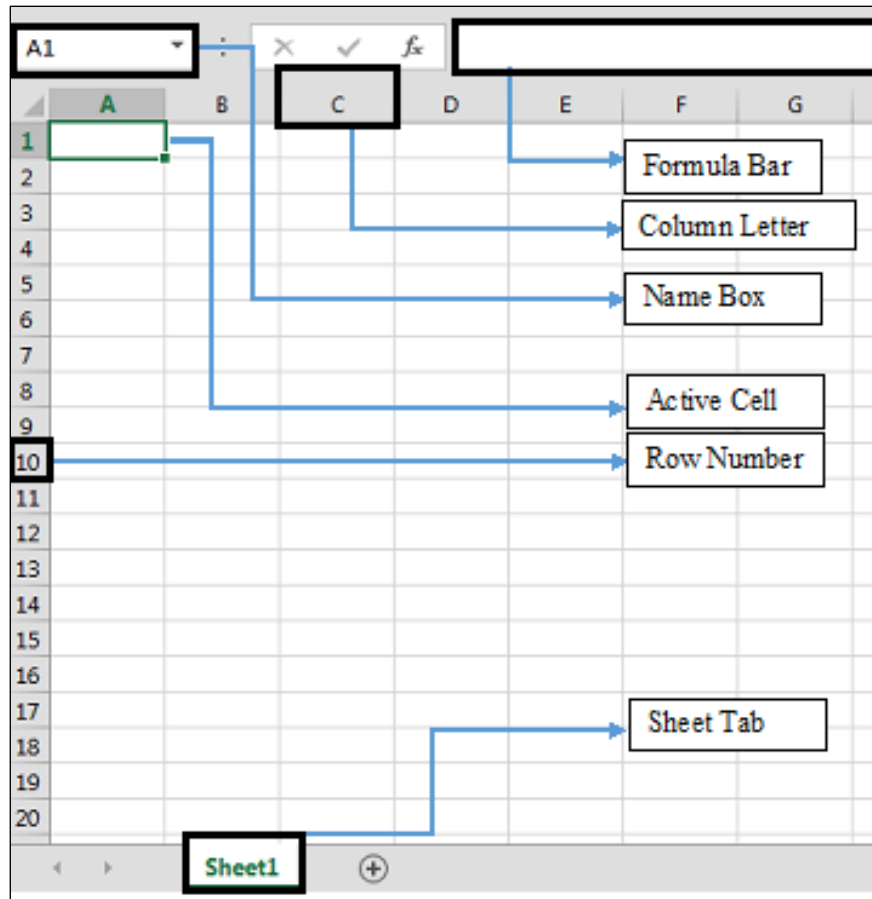 A1 fx
A B C D E F G
1
Formula Bar
2
3
Column Letter
4
5
Name Box
6
7
8
Active Cell
9
10 Row Number
11
12
13
14
15
16
17
Sheet Tab
18
19
20
Sheet1